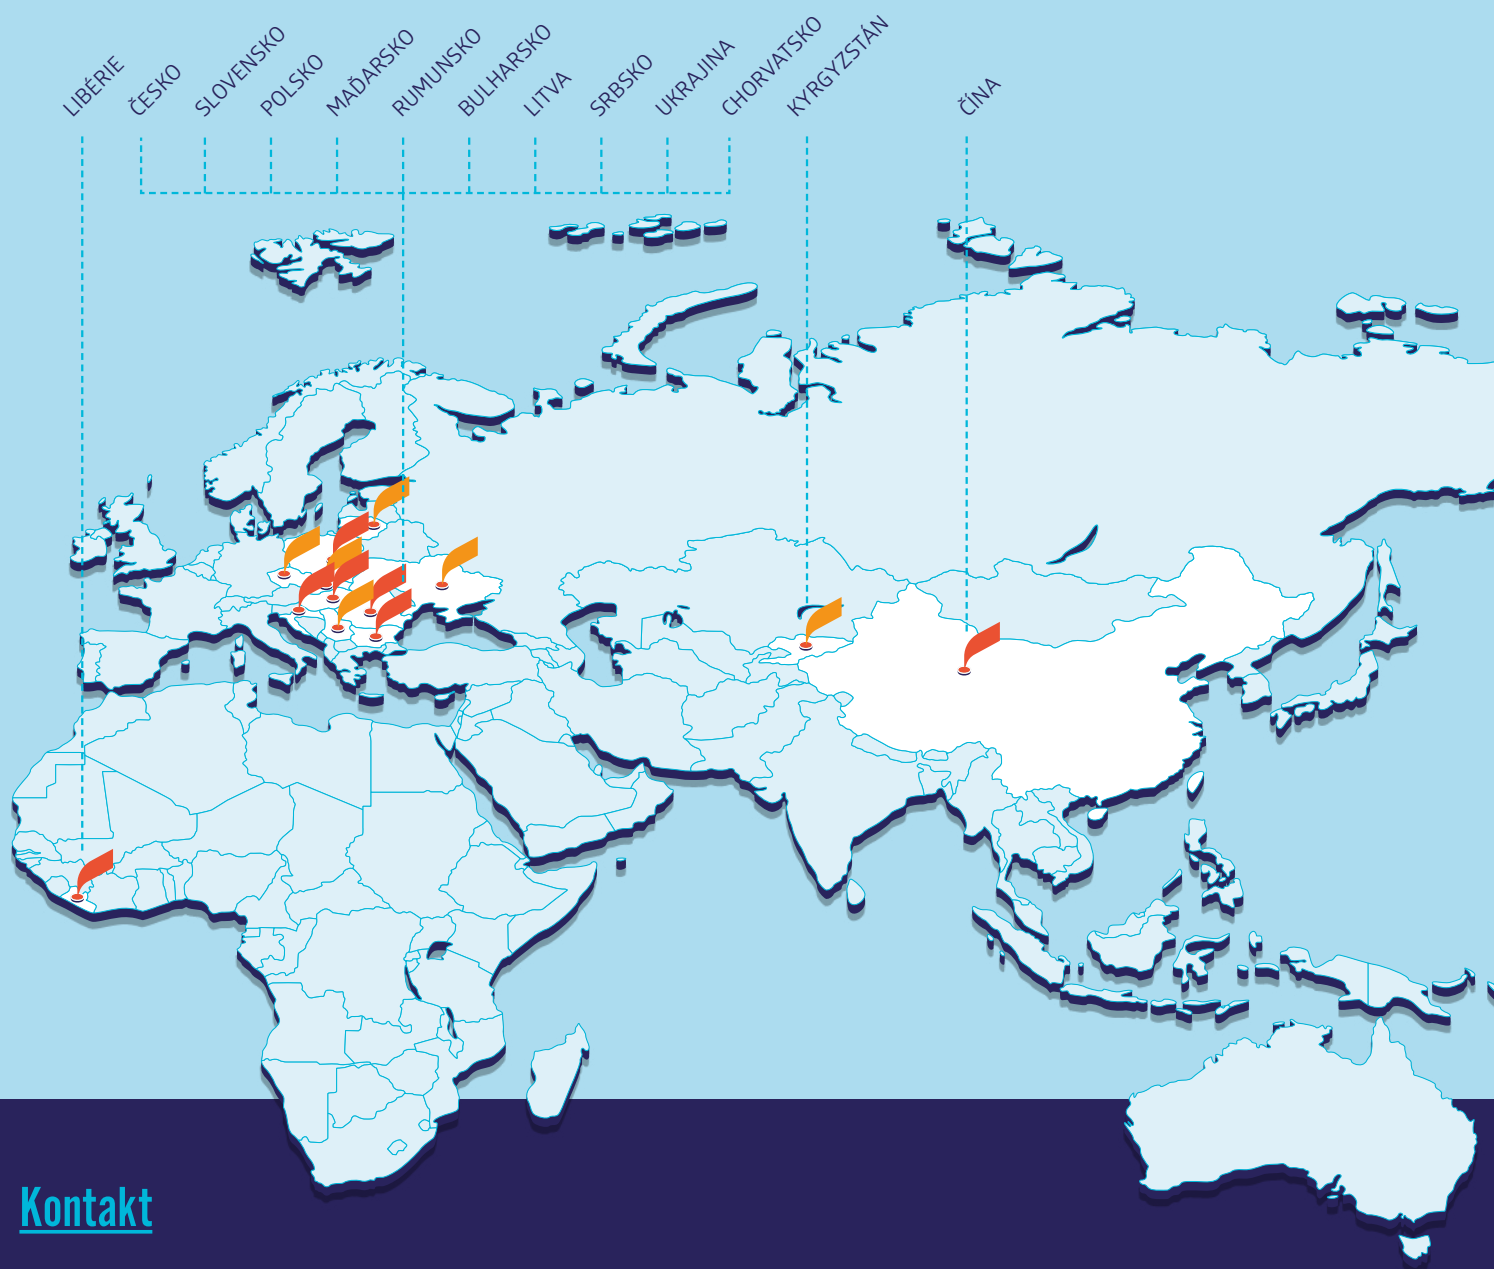 LIBÉRIE
ČESKO
SLOVENSKO
POLSKO
MAĎARSKO
RUMUNSKO
BULHARSKO
LITVA
SRBSKO
UKRAJINA
CHORVATSKO
KYRGYZSTÁN
ČÍNA
Kontakt